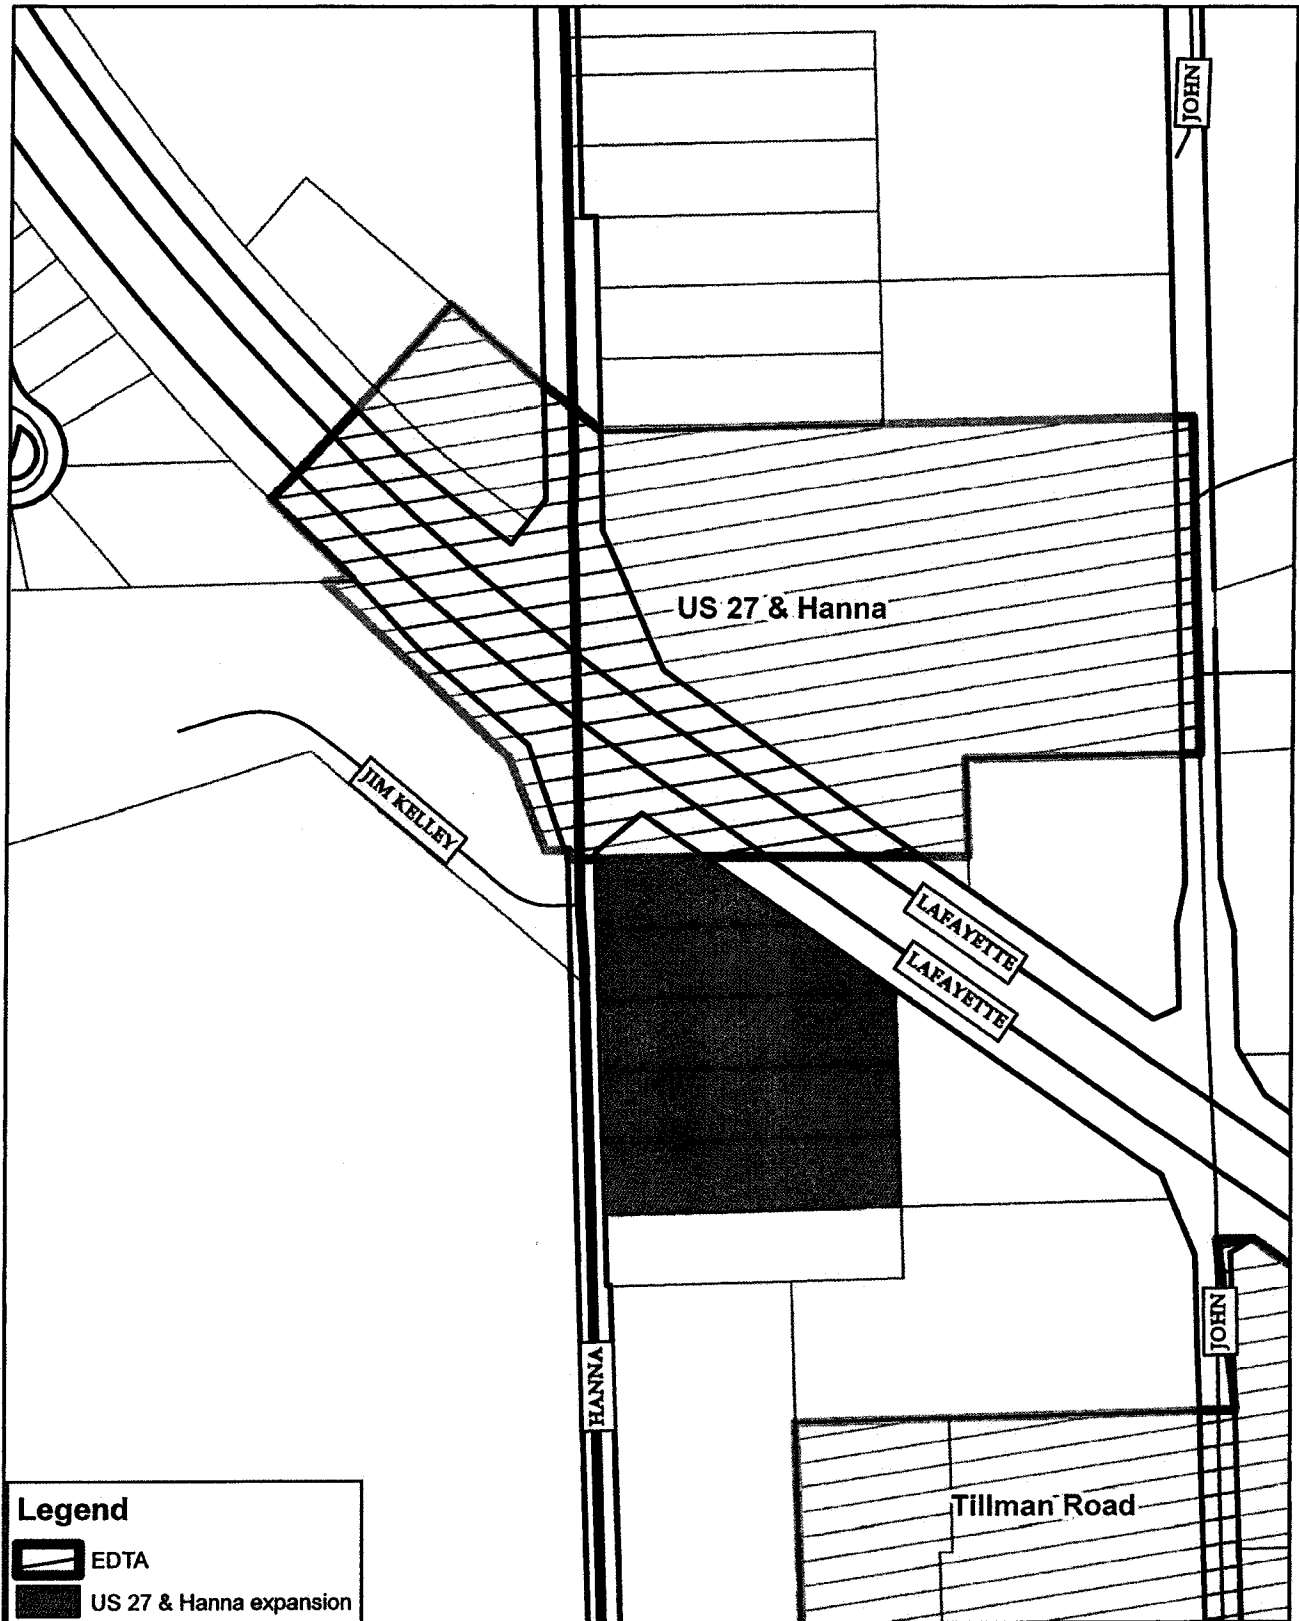 JOHN
US 27 & Hanna
JIM KELLEY
LAFAYETTE
LAFAYETTE
JOHN
HANNA
Tillman Road
Legend
EDTA
US 27 & Hanna expansion